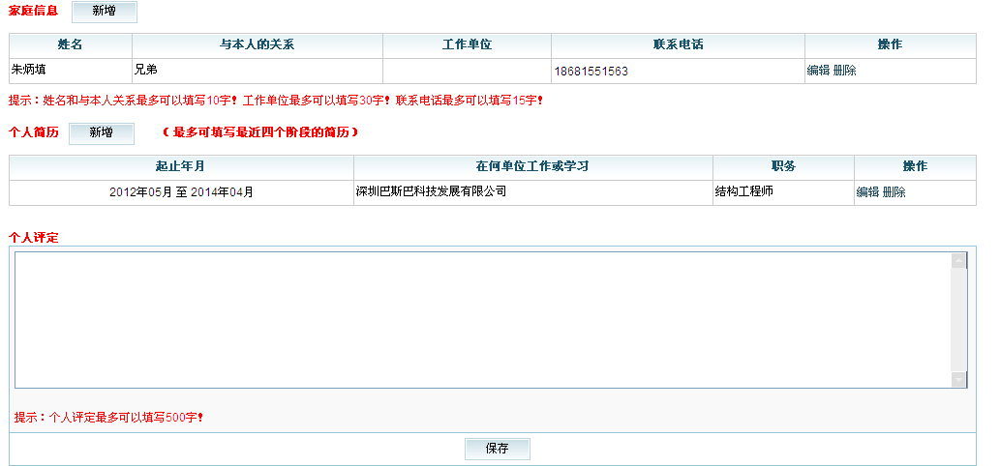 家庭信息 新增
姓名 与本人的关系 工作单位 联系电话 操作
朱炳填 兄弟 18681551563 编辑 删除
提示：姓名和与本人关系最多可以填写10字！工作单位最多可以填写30字！联系电话最多可以填写15字！
个人简历 新增 （最多可填写最近四个阶段的简历）
起止年月 在何单位工作或学习 职务 操作
2012年05月 至 2014年04月 深圳巴斯巴科技发展有限公司 结构工程师 编辑 删除
个人评定
提示：个人评定最多可以填写500字！
保存